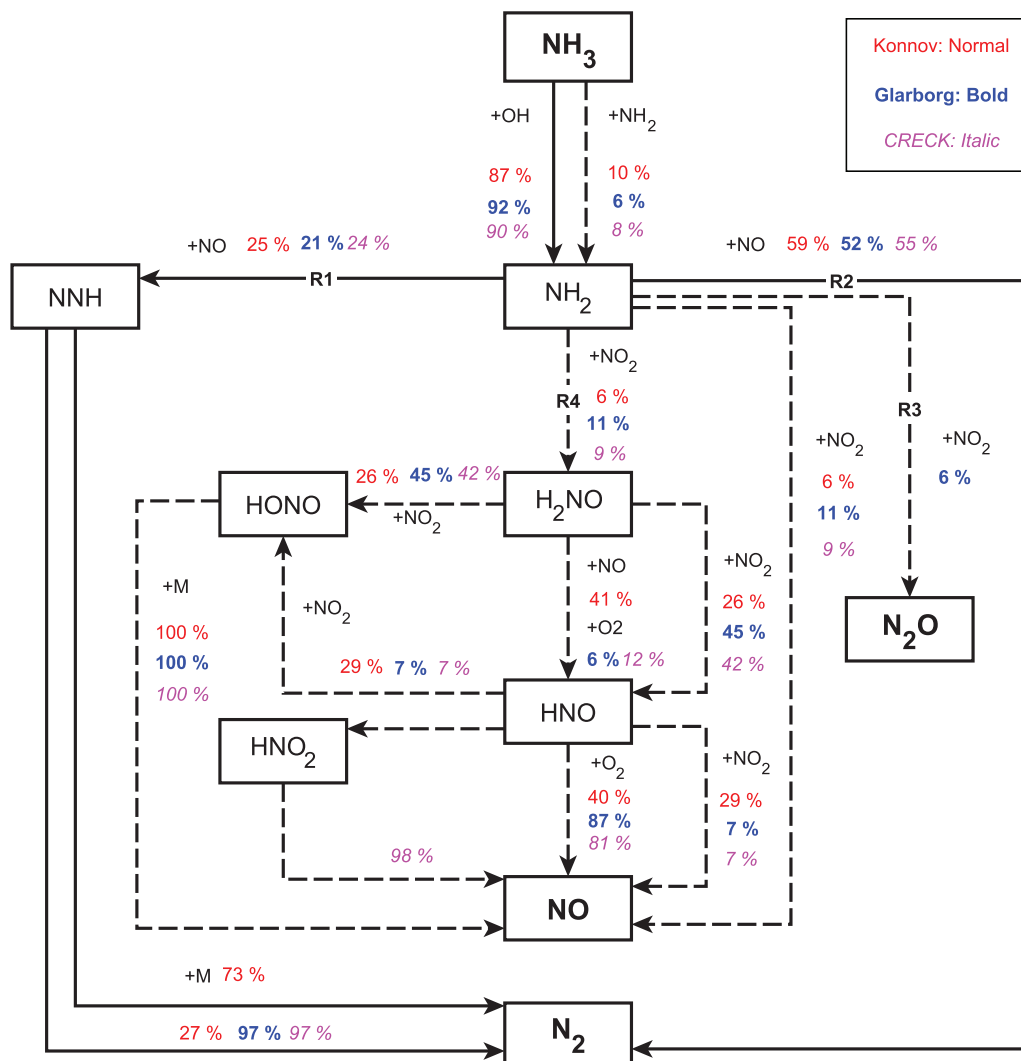 NH3
Konnov: Normal
Glarborg: Bold
CRECK: Italic
+OH
+NH2
87 %
10 %
92 %
6 %
90 %
8 %
+NO 25 % 21 % 24 %
+NO 59 % 52 % 55 %
NNH
R1
NH2
R2
+NO2
R4
6 %
11 %
9 %
R3
+NO2
6 %
+NO2
6 %
11 %
9 %
26 % 45 % 42 %
HONO
+NO2
H2NO
+M
100 %
100 %
100 %
+NO2
+NO
41 %
+O2
6 % 12 %
+NO2
26 %
45 %
42 %
N2O
29 % 7 % 7 %
HNO
HNO2
+O2
40 %
87 %
81 %
+NO2
29 %
7 %
7 %
98 %
NO
+M 73 %
27 % 97 % 97 %
N2